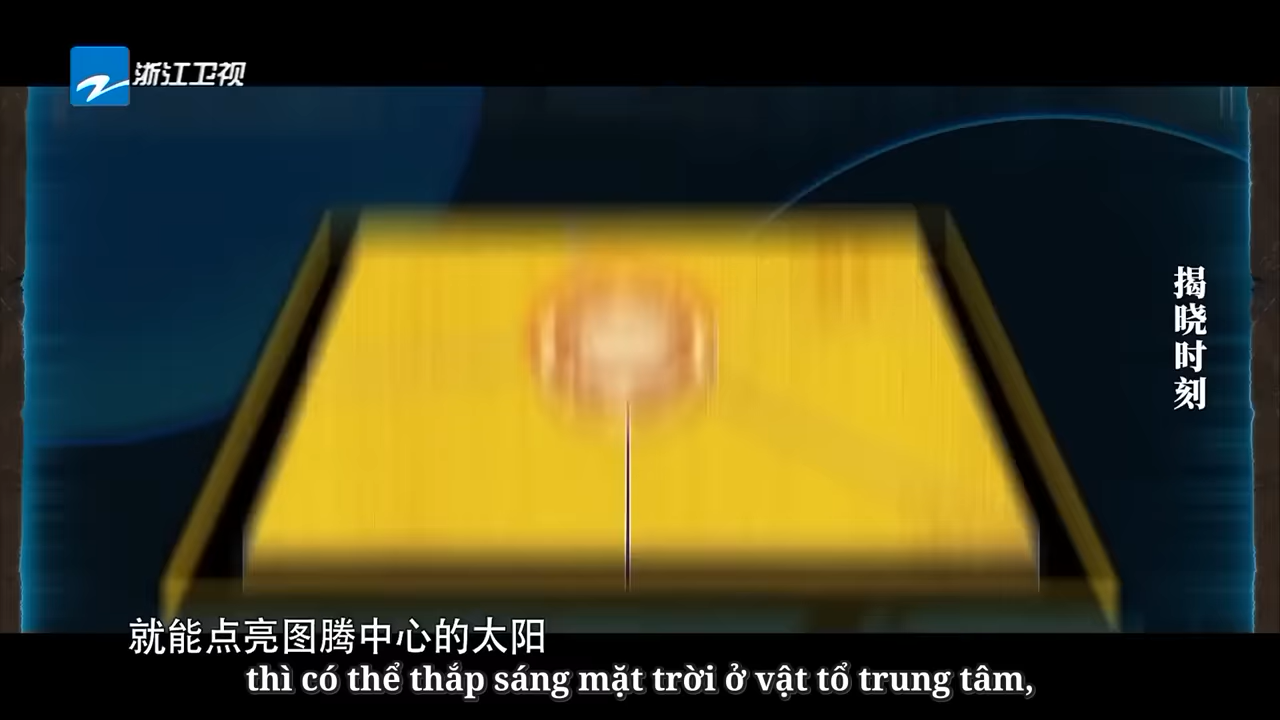 浙江卫视
揭晓时刻
就能点亮图腾中心的太阳
thì có thể thắp sáng mặt trời ở vật tổ trung tâm,